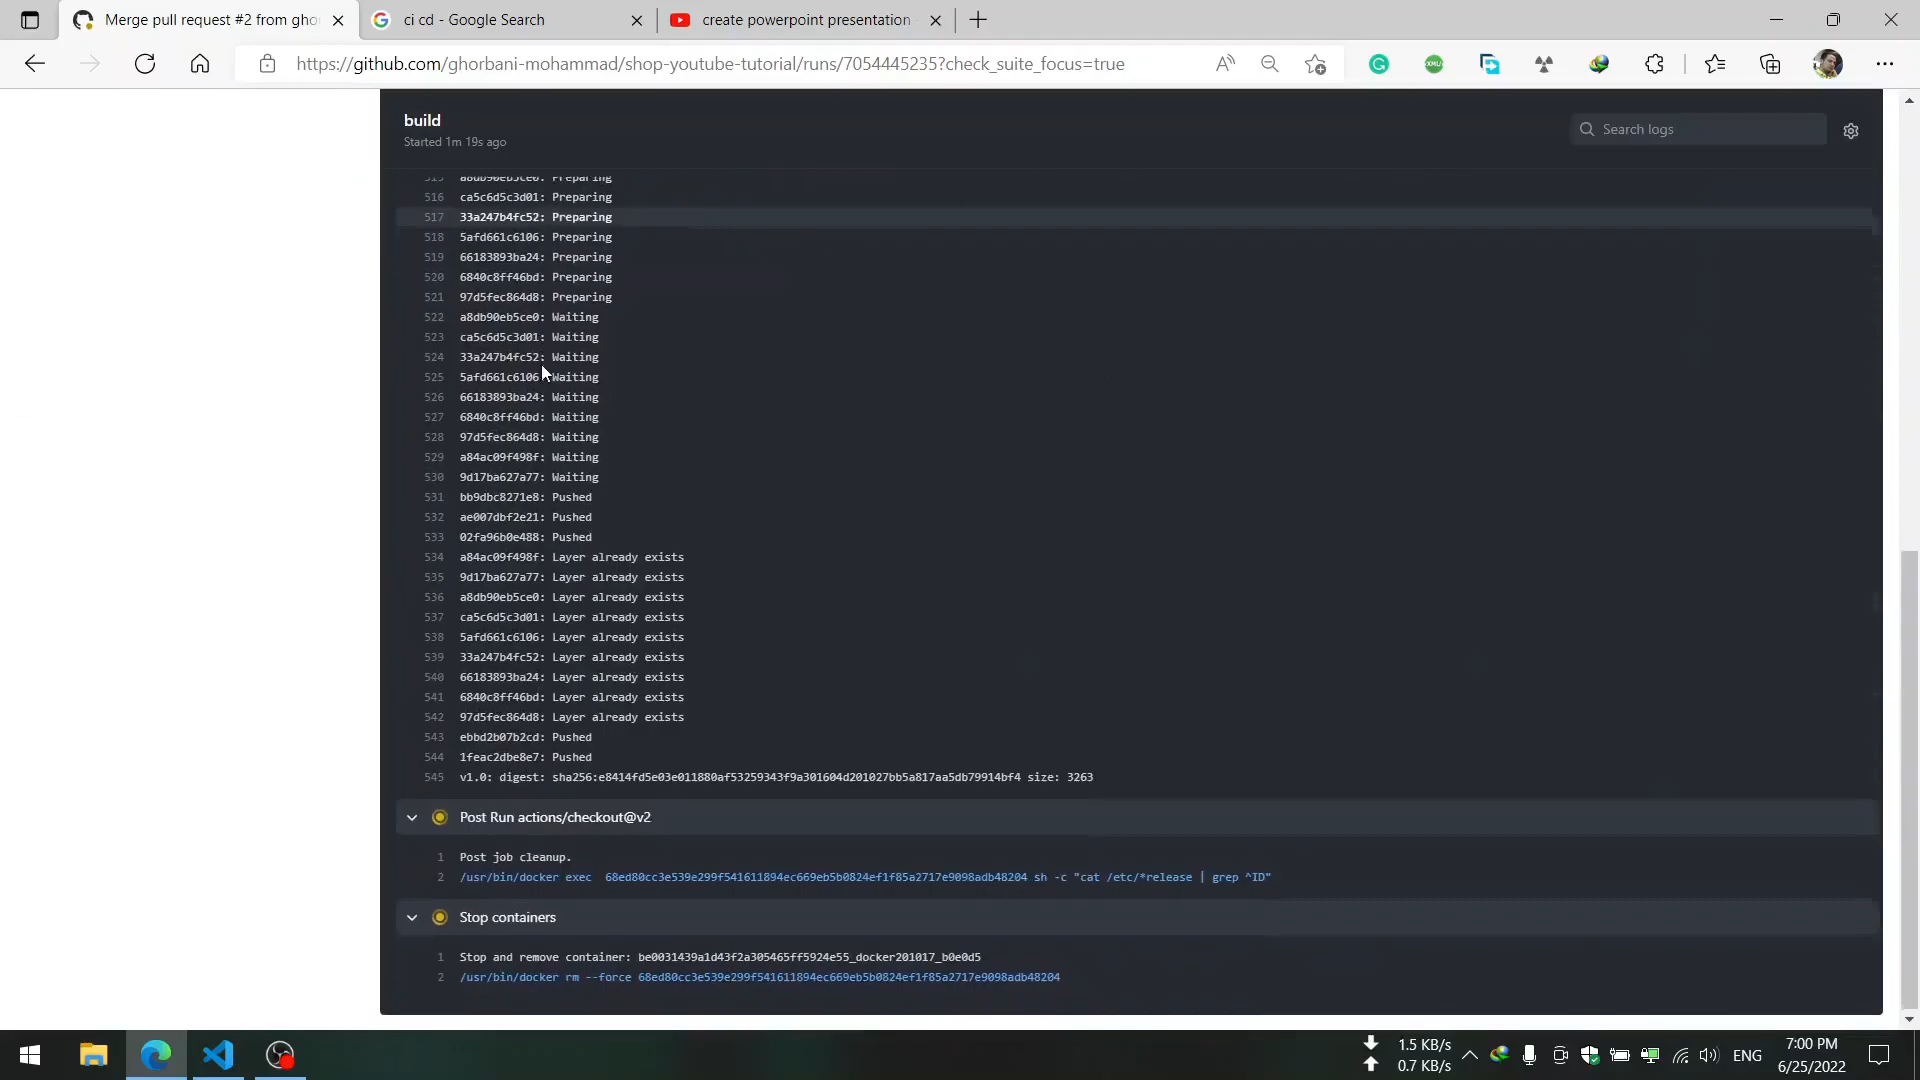 Merge pull request #2 from gho
ci cd - Google Search
create powerpoint presentation
https://github.com/ghorbani-mohammad/shop-youtube-tutorial/runs/7054445235?check_suite_focus=true
build
Started 1m 19s ago
Search logs
515 a8db90eb5ce0: Preparing
516 ca5c6d5c3d01: Preparing
517 33a247b4fc52: Preparing
518 5afd661c6106: Preparing
519 66183893ba24: Preparing
520 6840c8ff46bd: Preparing
521 97d5fec864d8: Preparing
522 a8db90eb5ce0: Waiting
523 ca5c6d5c3d01: Waiting
524 33a247b4fc52: Waiting
525 5afd661c6106: Waiting
526 66183893ba24: Waiting
527 6840c8ff46bd: Waiting
528 97d5fec864d8: Waiting
529 a84ac09f498f: Waiting
530 9d17ba627a77: Waiting
531 bb9dbc8271e8: Pushed
532 ae007dbf2e21: Pushed
533 02fa96b0e488: Pushed
534 a84ac09f498f: Layer already exists
535 9d17ba627a77: Layer already exists
536 a8db90eb5ce0: Layer already exists
537 ca5c6d5c3d01: Layer already exists
538 5afd661c6106: Layer already exists
539 33a247b4fc52: Layer already exists
540 66183893ba24: Layer already exists
541 6840c8ff46bd: Layer already exists
542 97d5fec864d8: Layer already exists
543 ebbd2b07b2cd: Pushed
544 1feac2dbe8e7: Pushed
545 v1.0: digest: sha256:e8414fd5e03e011880af53259343f9a301604d201027bb5a817aa5db79914bf4 size: 3263
Post Run actions/checkout@v2
1 Post job cleanup.
2 /usr/bin/docker exec 68ed80cc3e539e299f541611894ec669eb5b0824ef1f85a2717e9098adb48204 sh -c "cat /etc/*release | grep ^ID"
Stop containers
1 Stop and remove container: be0031439a1d43f2a305465ff5924e55_docker201017_b0e0d5
2 /usr/bin/docker rm --force 68ed80cc3e539e299f541611894ec669eb5b0824ef1f85a2717e9098adb48204
1.5 KB/s
0.7 KB/s
ENG
7:00 PM
6/25/2022